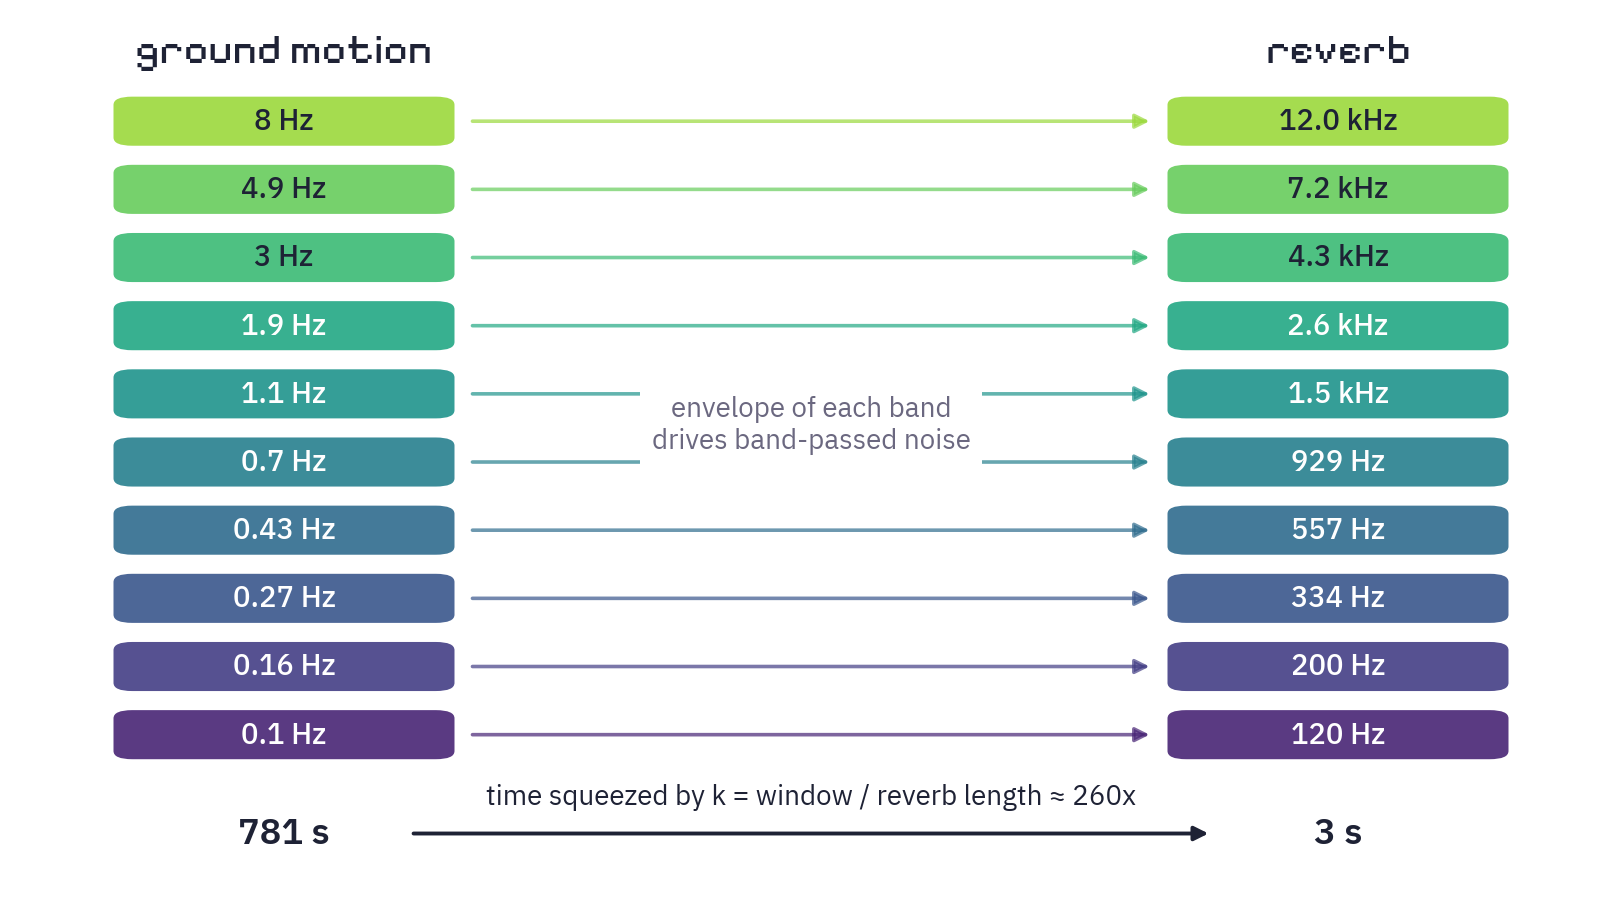 ground motion
reverb
8 Hz
12.0 kHz
4.9 Hz
7.2 kHz
3 Hz
4.3 kHz
1.9 Hz
2.6 kHz
1.1 Hz
1.5 kHz
envelope of each band
drives band-passed noise
0.7 Hz
929 Hz
0.43 Hz
557 Hz
0.27 Hz
334 Hz
0.16 Hz
200 Hz
0.1 Hz
120 Hz
time squeezed by k = window / reverb length ≈ 260x
781 s
3 s